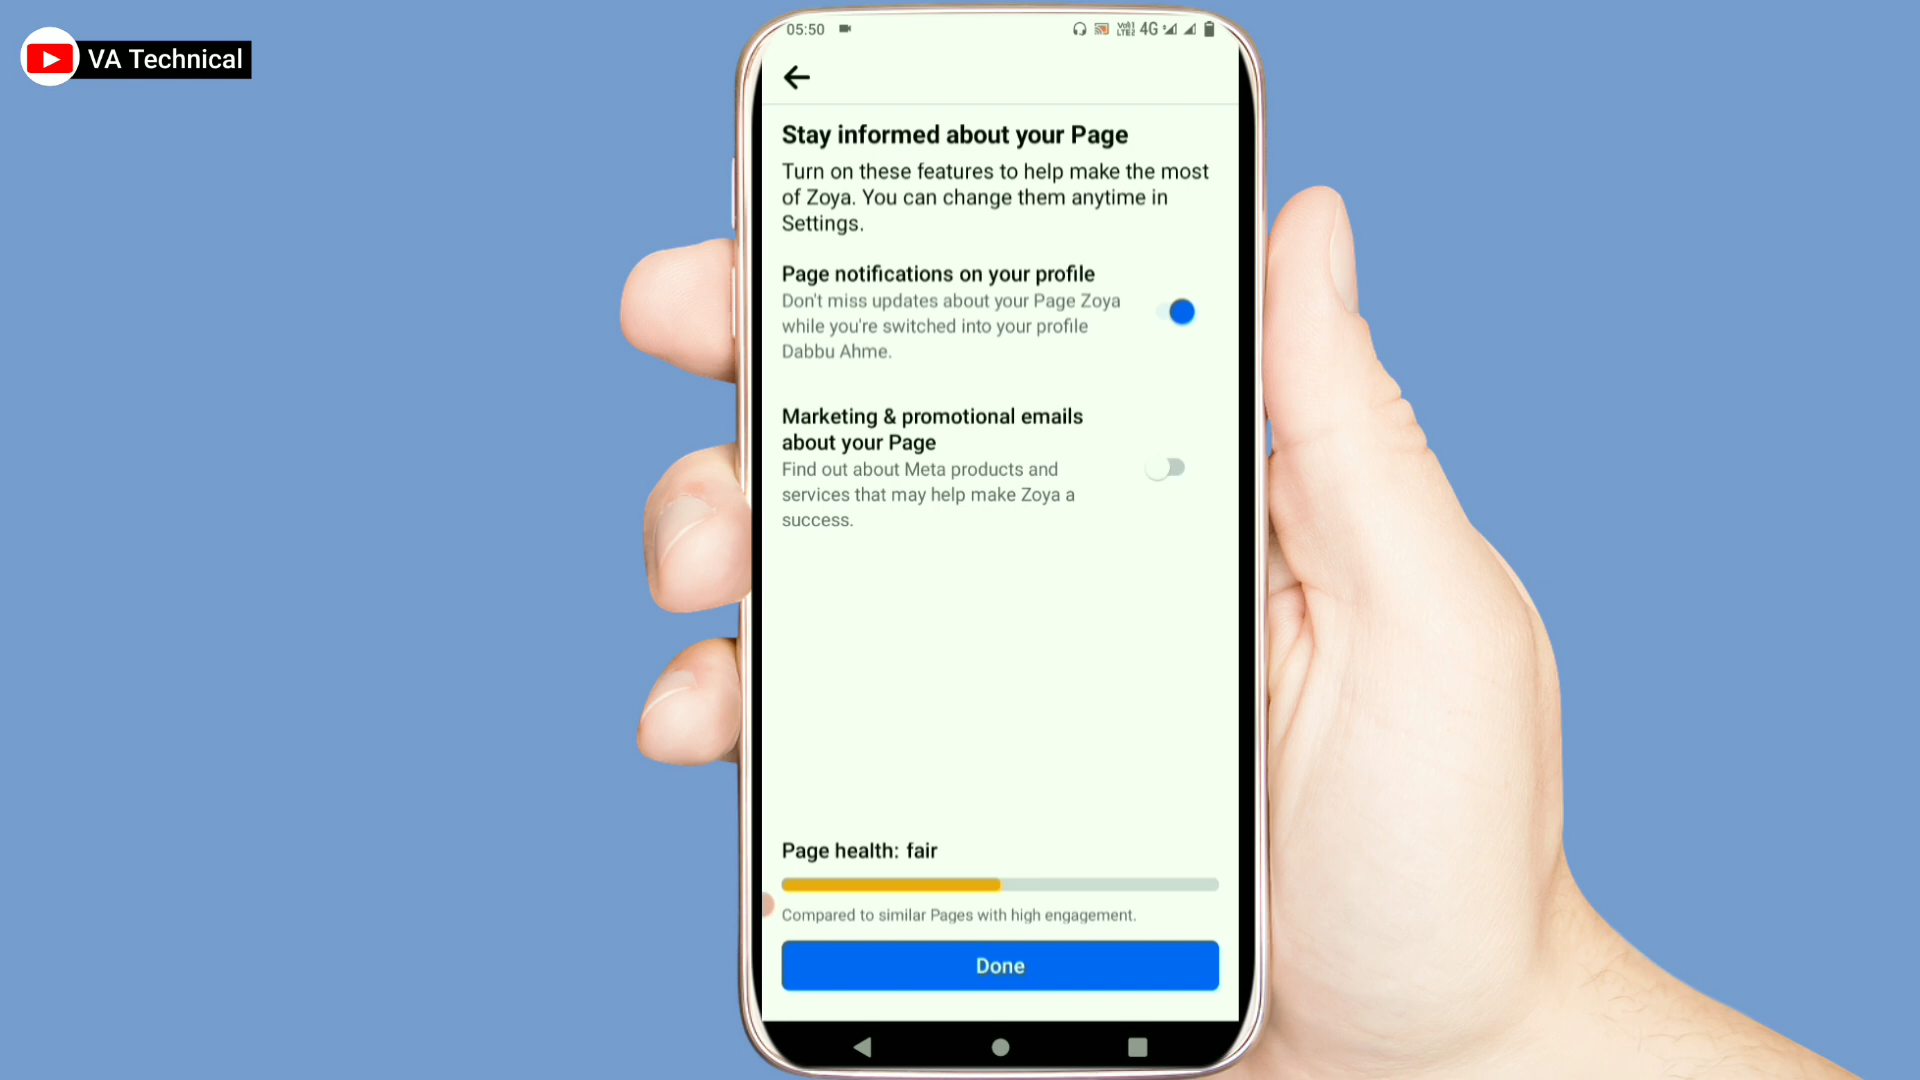 VA Technical
05:50
4G
Stay informed about your Page
Turn on these features to help make the most
of Zoya. You can change them anytime in
Settings.
Page notifications on your profile
Don't miss updates about your Page Zoya
while you're switched into your profile
Dabbu Ahme.
Marketing & promotional emails
about your Page
Find out about Meta products and
services that may help make Zoya a
success.
Page health: fair
Compared to similar Pages with high engagement.
Done